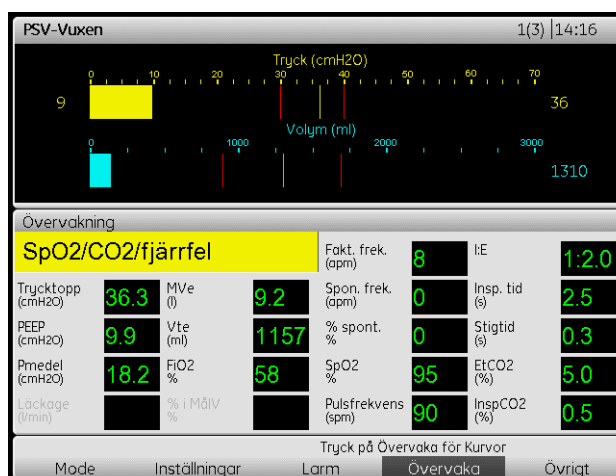 PSV-Vuxen 1(3) 14:16
Tryck (cmH2O)
0 10 20 30 40 50 60 70
9 36
Volym (ml)
0 1000 2000 3000
1310
Övervakning
SpO2/CO2/fjärrfel
Fakt. frek. (apm) 8 I:E 1:2.0
Trycktopp (cmH2O) 36.3 MVe (l) 9.2 Spon. frek. (apm) 0 Insp. tid (s) 2.5
PEEP (cmH2O) 9.9 Vte (ml) 1157 % spont. % 0 Stigtid (s) 0.3
Pmedel (cmH2O) 18.2 FiO2 % 58 SpO2 % 95 EtCO2 (%) 5.0
Läckage (l/min) % i MålV % Pulsfrekvens (spm) 90 InspCO2 (%) 0.5
Tryck på Övervaka för Kurvor
Mode Inställningar Larm Övervaka Övrigt